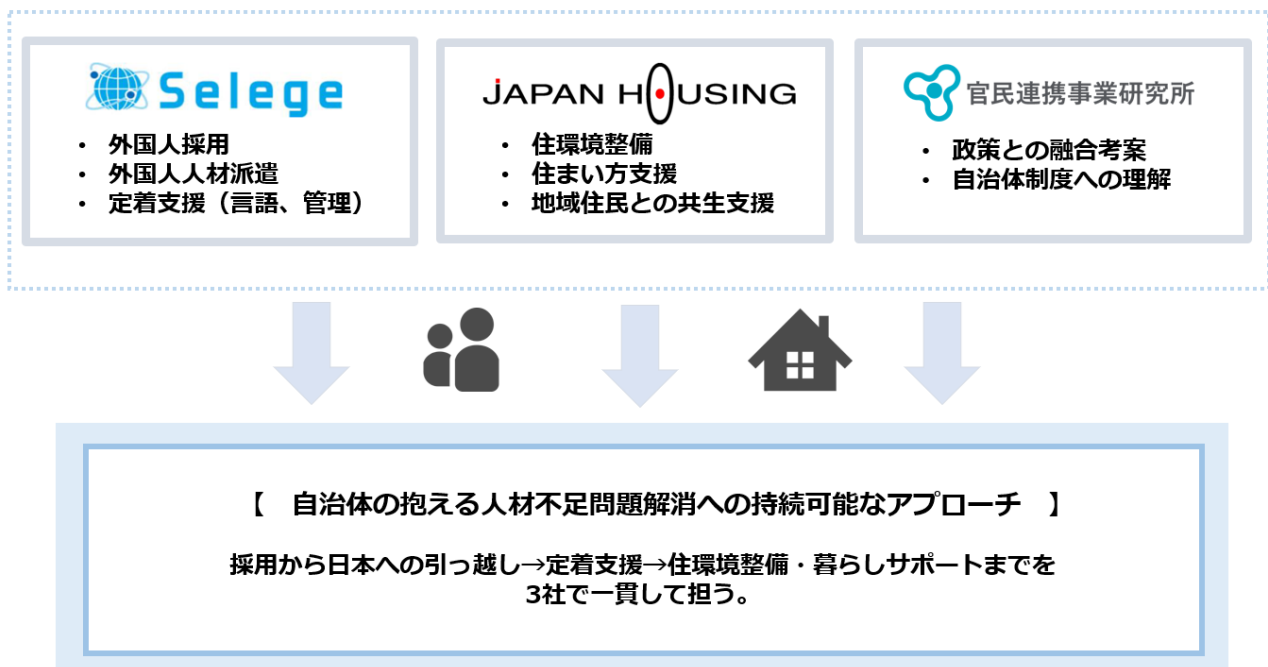 Selege
・ 外国人採用
・ 外国人人材派遣
・ 定着支援（言語、管理）
JAPAN HOUSING
・ 住環境整備
・ 住まい方支援
・ 地域住民との共生支援
官民連携事業研究所
・ 政策との融合考案
・ 自治体制度への理解
【 自治体の抱える人材不足問題解消への持続可能なアプローチ 】
採用から日本への引っ越し→定着支援→住環境整備・暮らしサポートまでを
3社で一貫して担う。